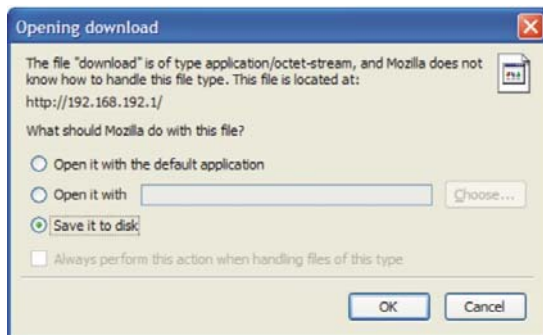 Opening download
The file "download" is of type application/octet-stream, and Mozilla does not
know how to handle this file type. This file is located at:
http://192.168.192.1/
What should Mozilla do with this file?
Open it with the default application
Open it with
Choose...
Save it to disk
Always perform this action when handling files of this type
OK
Cancel